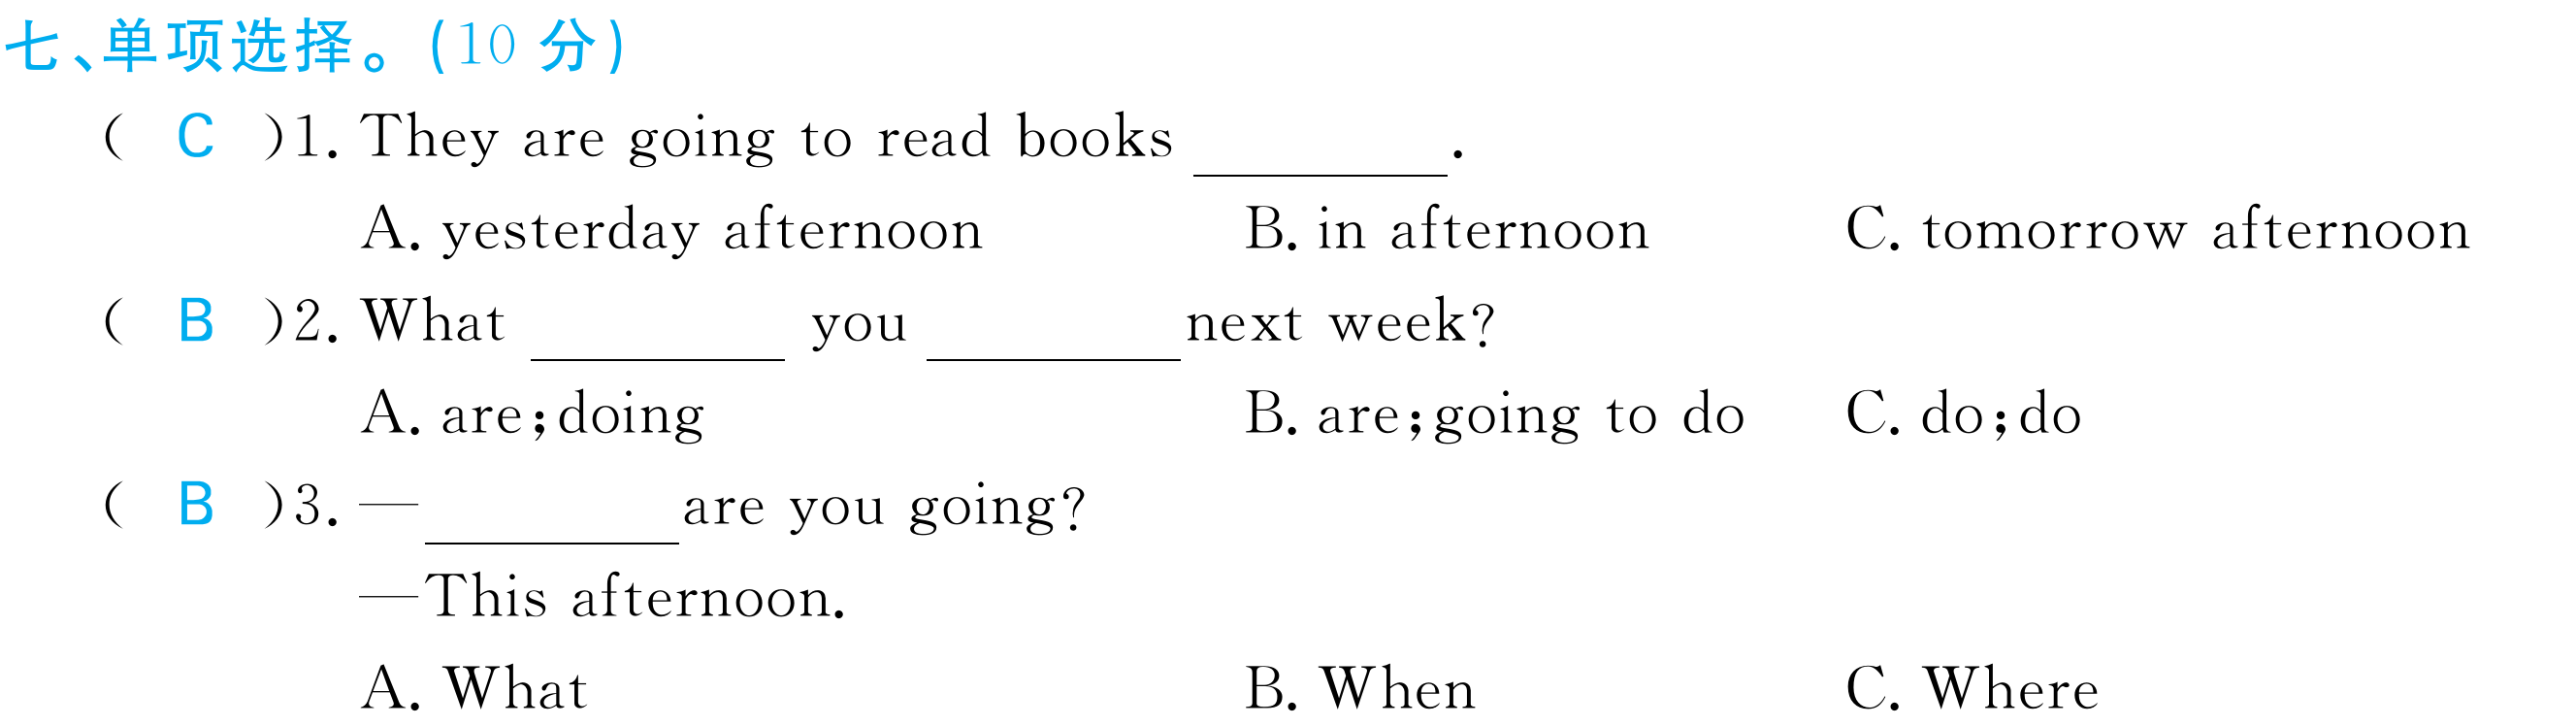 七、单项选择。(10 分)
( C )1. They are going to read books ________.
A. yesterday afternoon B. in afternoon C. tomorrow afternoon
( B )2. What ________ you ________ next week?
A. are;doing B. are;going to do C. do;do
( B )3. —________ are you going?
—This afternoon.
A. What B. When C. Where